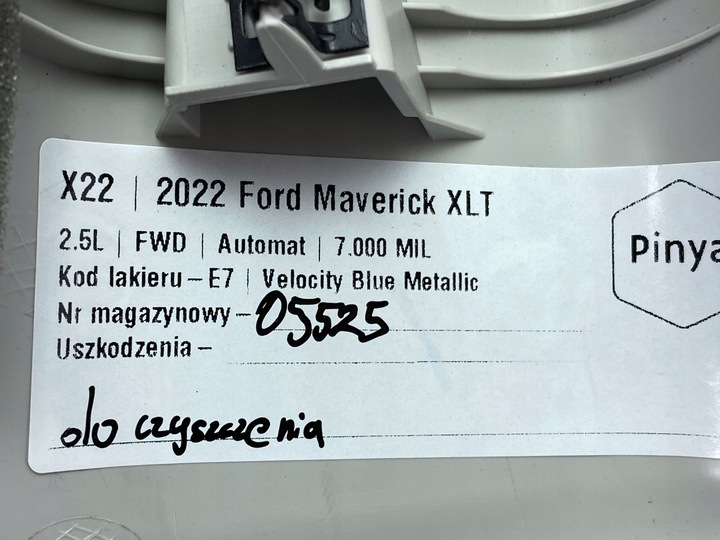 X22 | 2022 Ford Maverick XLT
2.5L | FWD | Automat | 7.000 MIL
Kod lakieru – E7 | Velocity Blue Metallic
Nr magazynowy – 05525
Uszkodzenia –
do czyszczenia
Pinya